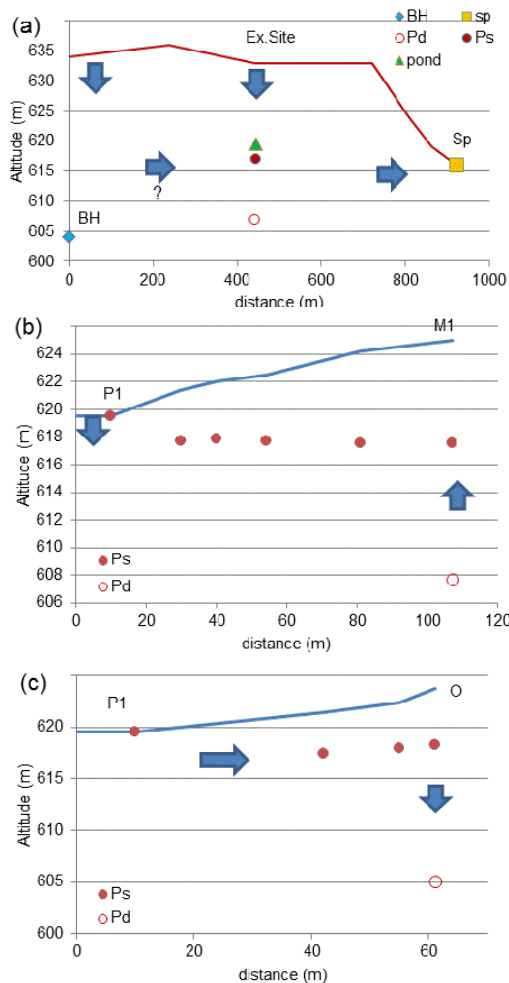 (a)
BH
sp
Pd
Ps
pond
Ex.Site
Sp
?
BH
Altitude (m)
640
635
630
625
620
615
610
605
600
0
200
400
600
800
1000
distance (m)
(b)
M1
P1
Altituce (m)
624
622
620
618
616
614
612
610
608
606
Ps
Pd
0
20
40
60
80
100
120
distance (m)
(c)
P1
O
Altitude (m)
620
615
610
605
600
Ps
Pd
0
20
40
60
distance (m)